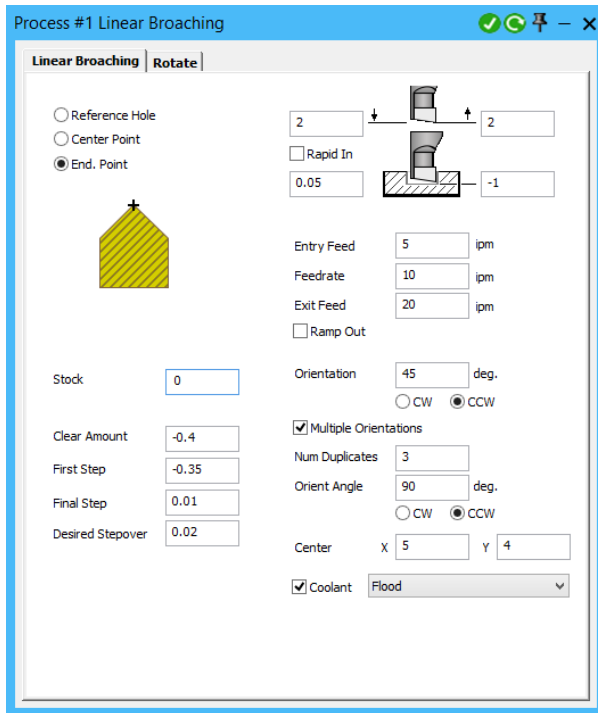 Process #1 Linear Broaching
Linear Broaching Rotate
Reference Hole
Center Point
End. Point
2 2
Rapid In
0.05 -1
Entry Feed 5 ipm
Feedrate 10 ipm
Exit Feed 20 ipm
Ramp Out
Stock 0
Orientation 45 deg.
CW CCW
Clear Amount -0.4
First Step -0.35
Final Step 0.01
Desired Stepover 0.02
Multiple Orientations
Num Duplicates 3
Orient Angle 90 deg.
CW CCW
Center X 5 Y 4
Coolant Flood